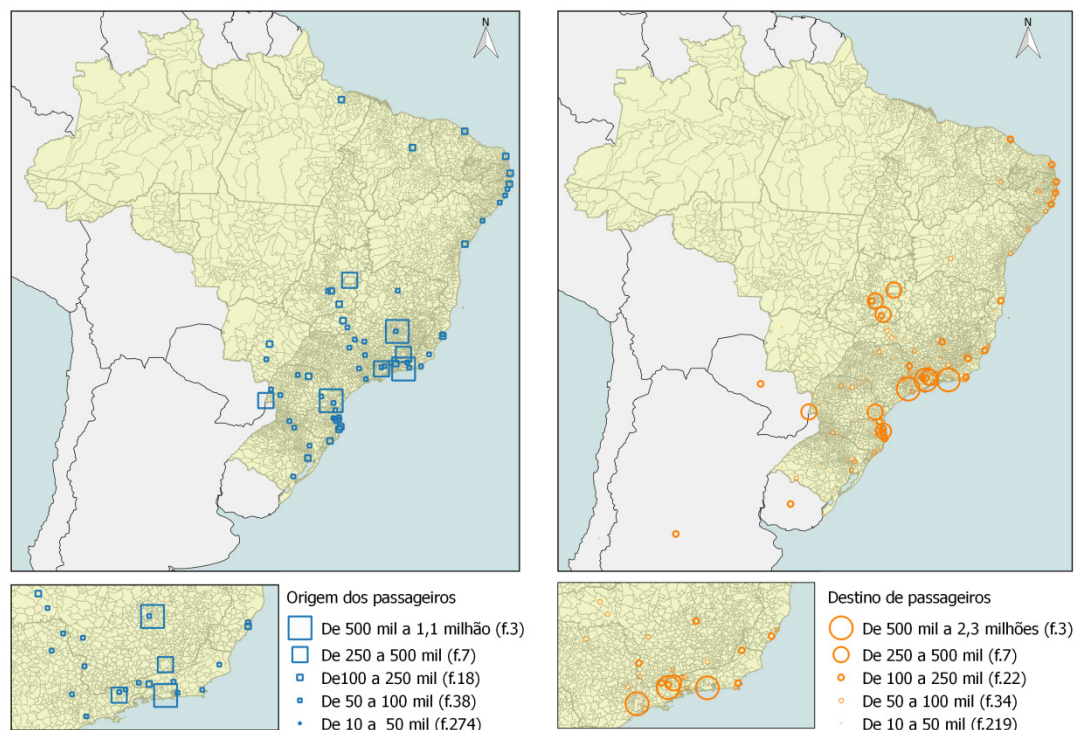 N
N
Origem dos passageiros
De 500 mil a 1,1 milhão (f.3)
De 250 a 500 mil (f.7)
De100 a 250 mil (f.18)
De 50 a 100 mil (f.38)
De 10 a 50 mil (f.274)
Destino de passageiros
De 500 mil a 2,3 milhões (f.3)
De 250 a 500 mil (f.7)
De 100 a 250 mil (f.22)
De 50 a 100 mil (f.34)
De 10 a 50 mil (f.219)